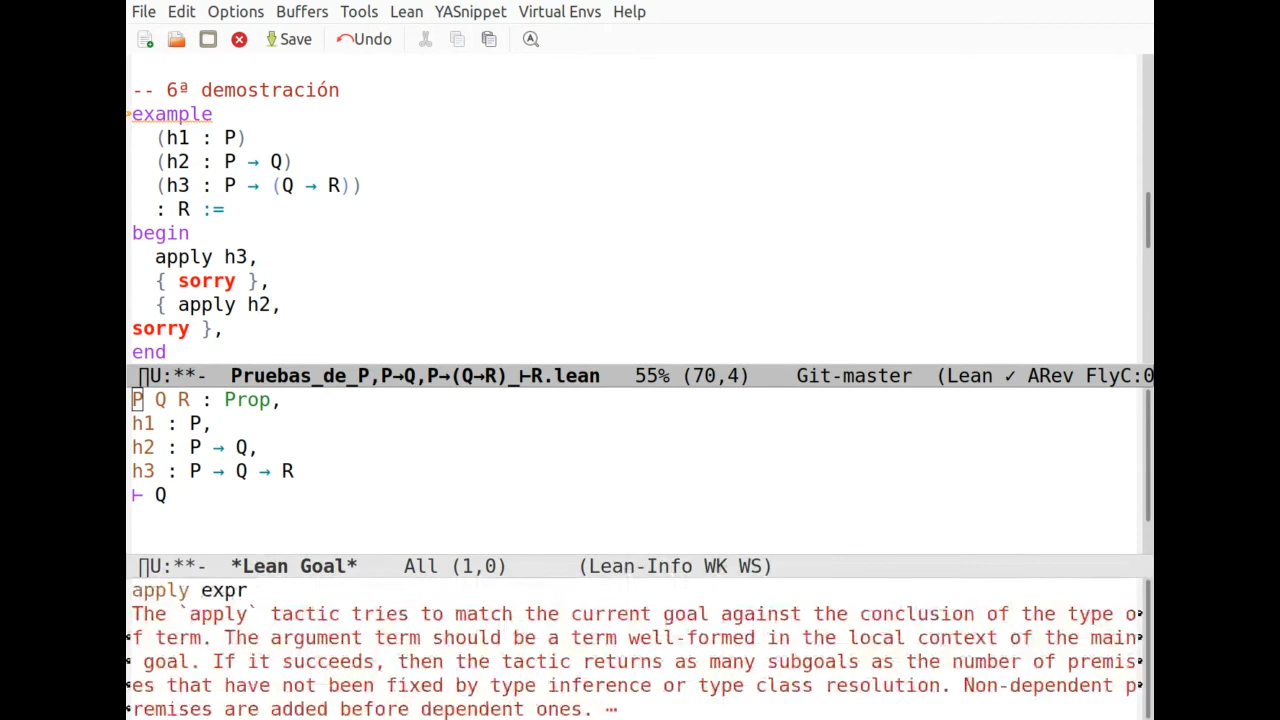 File Edit Options Buffers Tools Lean YASnippet Virtual Envs Help
Save Undo
-- 6ª demostración
example
(h1 : P)
(h2 : P → Q)
(h3 : P → (Q → R))
: R :=
begin
apply h3,
{ sorry },
{ apply h2,
sorry },
end
∏U:**- Pruebas_de_P,P→Q,P→(Q→R)_⊢R.lean 55% (70,4) Git-master (Lean ✓ ARev FlyC:0
P Q R : Prop,
h1 : P,
h2 : P → Q,
h3 : P → Q → R
⊢ Q
∏U:**- *Lean Goal* All (1,0) (Lean-Info WK WS)
apply expr
The `apply` tactic tries to match the current goal against the conclusion of the type o
f term. The argument term should be a term well-formed in the local context of the main
goal. If it succeeds, then the tactic returns as many subgoals as the number of premis
es that have not been fixed by type inference or type class resolution. Non-dependent p
remises are added before dependent ones. ⋯